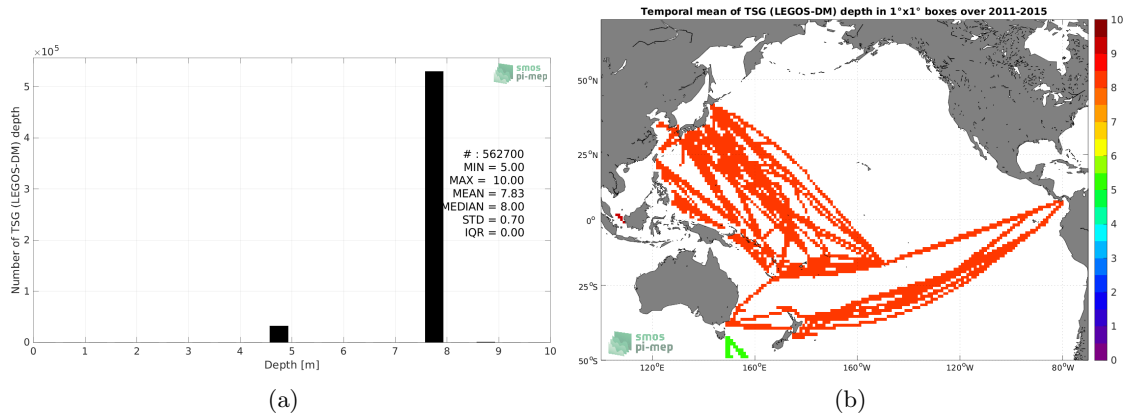 Temporal mean of TSG (LEGOS-DM) depth in 1°x1° boxes over 2011-2015
×10⁵
smos
pi-mep
5
4
3
2
1
0
Number of TSG (LEGOS-DM) depth
# : 562700
MIN = 5.00
MAX = 10.00
MEAN = 7.83
MEDIAN = 8.00
STD = 0.70
IQR = 0.00
0 1 2 3 4 5 6 7 8 9 10
Depth [m]
(a)
50°N
25°N
0°
25°S
50°S
smos
pi-mep
120°E 160°E 160°W 120°W 80°W
10
9
8
7
6
5
4
3
2
1
0
(b)